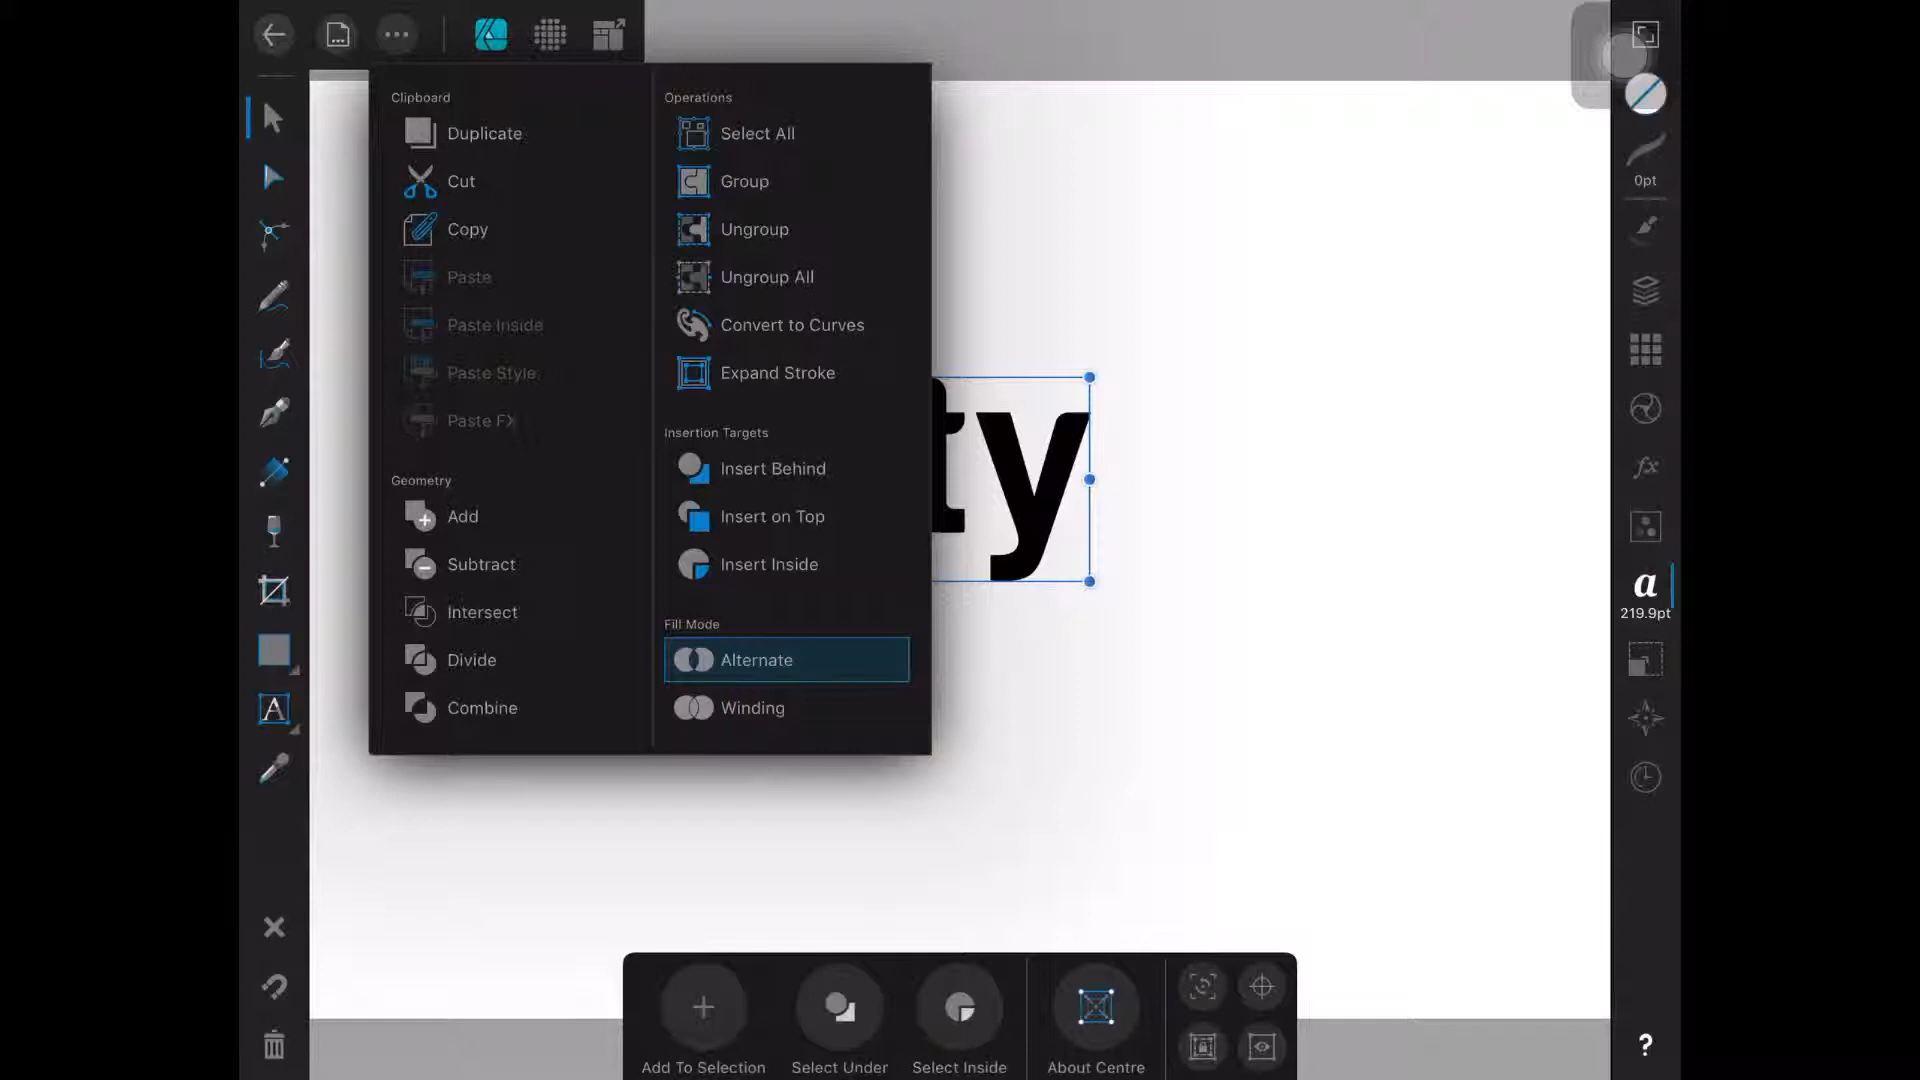 Clipboard
Duplicate
Cut
Copy
Paste
Paste Inside
Paste Style
Paste FX
Geometry
Add
Subtract
Intersect
Divide
Combine
Operations
Select All
Group
Ungroup
Ungroup All
Convert to Curves
Expand Stroke
Insertion Targets
Insert Behind
Insert on Top
Insert Inside
Fill Mode
Alternate
Winding
ty
0pt
fx
a
219.9pt
?
A
Add To Selection
Select Under
Select Inside
About Centre